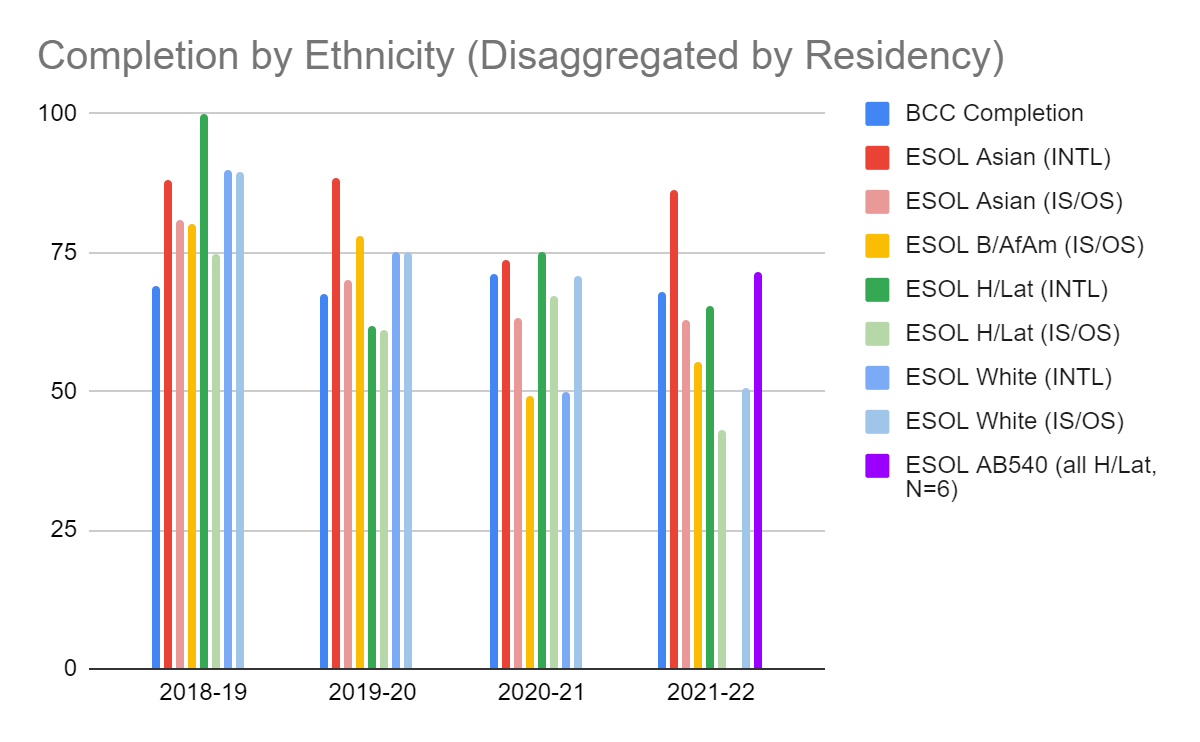 Completion by Ethnicity (Disaggregated by Residency)
100
75
50
25
0
2018-19
2019-20
2020-21
2021-22
BCC Completion
ESOL Asian (INTL)
ESOL Asian (IS/OS)
ESOL B/AfAm (IS/OS)
ESOL H/Lat (INTL)
ESOL H/Lat (IS/OS)
ESOL White (INTL)
ESOL White (IS/OS)
ESOL AB540 (all H/Lat,
N=6)